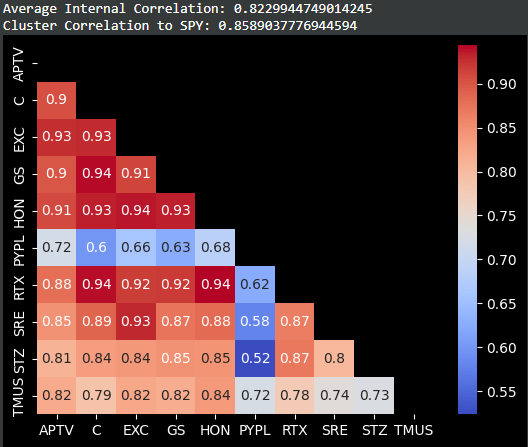 Average Internal Correlation: 0.8229944749014245
Cluster Correlation to SPY: 0.8589037776944594
APTV
C 0.9
EXC 0.93 0.93
GS 0.9 0.94 0.91
HON 0.91 0.93 0.94 0.93
PYPL 0.72 0.6 0.66 0.63 0.68
RTX 0.88 0.94 0.92 0.92 0.94 0.62
SRE 0.85 0.89 0.93 0.87 0.88 0.58 0.87
STZ 0.81 0.84 0.84 0.85 0.85 0.52 0.87 0.8
TMUS 0.82 0.79 0.82 0.82 0.84 0.72 0.78 0.74 0.73
APTV C EXC GS HON PYPL RTX SRE STZ TMUS
0.90
0.85
0.80
0.75
0.70
0.65
0.60
0.55